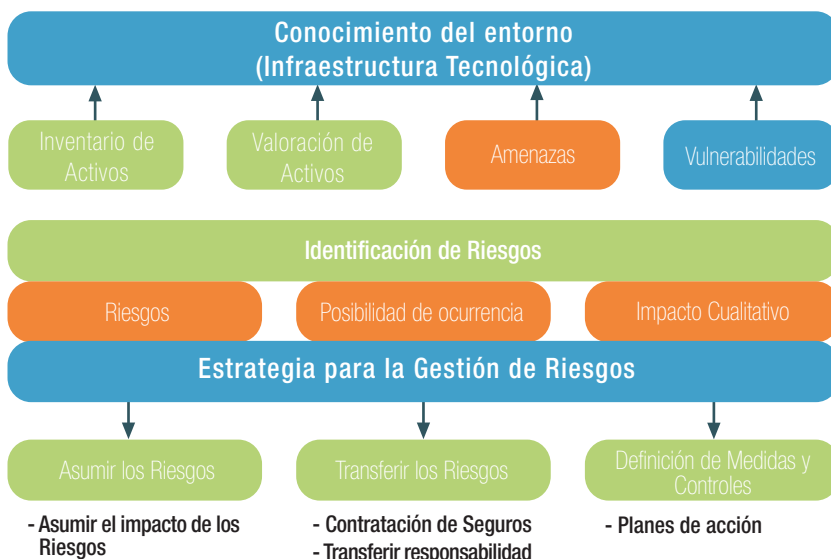 Conocimiento del entorno
(Infraestructura Tecnológica)
Inventario de
Activos
Valoración de
Activos
Amenazas
Vulnerabilidades
Identificación de Riesgos
Riesgos
Posibilidad de ocurrencia
Impacto Cualitativo
Estrategia para la Gestión de Riesgos
Asumir los Riesgos
Transferir los Riesgos
Definición de Medidas y
Controles
- Asumir el impacto de los
Riesgos
- Contratación de Seguros
- Transferir responsabilidad
- Planes de acción